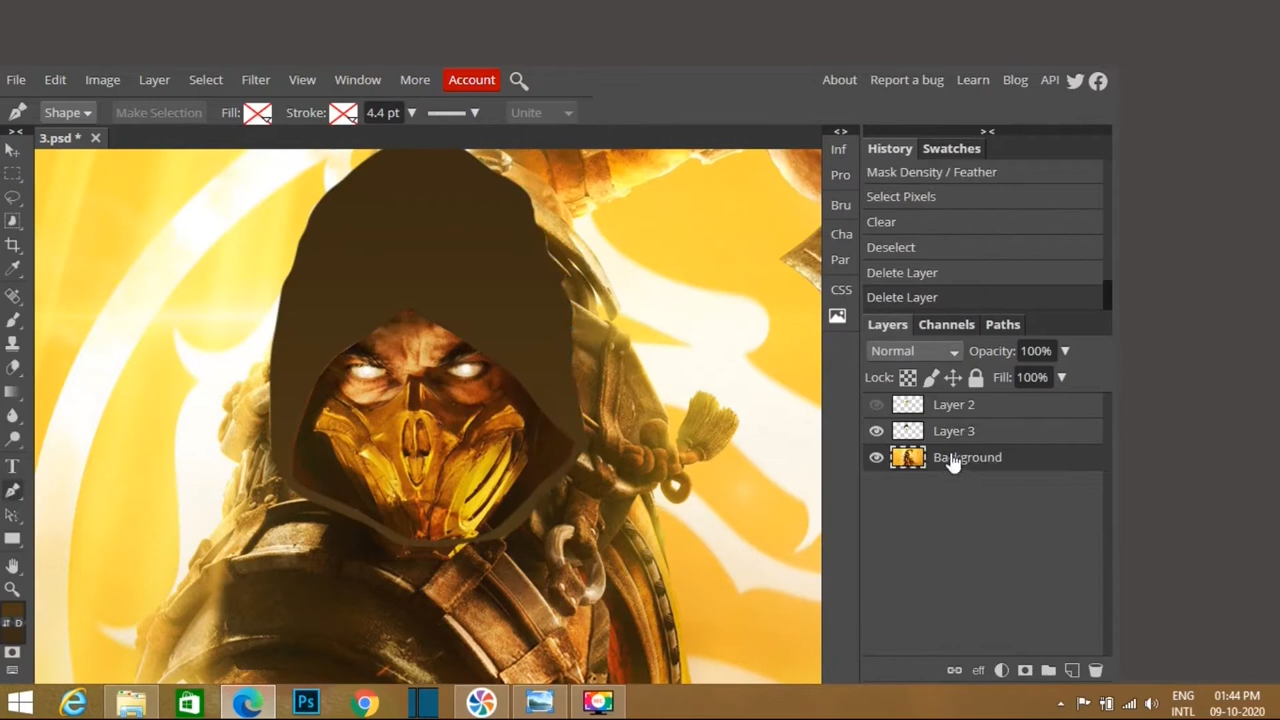 File Edit Image Layer Select Filter View Window More Account About Report a bug Learn Blog API
Shape Make Selection Fill: Stroke: 4.4 pt Unite
3.psd *
Inf
Pro
Bru
Cha
Par
CSS
History Swatches
Mask Density / Feather
Select Pixels
Clear
Deselect
Delete Layer
Delete Layer
Layers Channels Paths
Normal Opacity: 100%
Lock: Fill: 100%
Layer 2
Layer 3
Background
eff
D
Ps
ENG 01:44 PM
INTL 09-10-2020